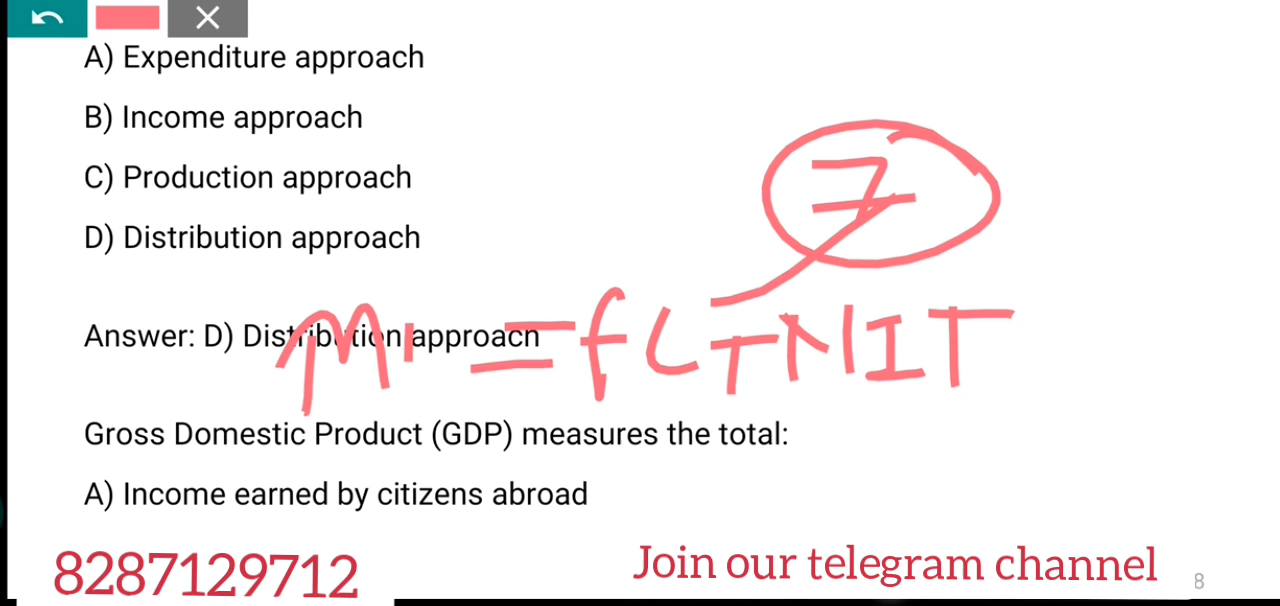 A) Expenditure approach
B) Income approach
C) Production approach
D) Distribution approach
Answer: D) Distribution approach
Gross Domestic Product (GDP) measures the total:
A) Income earned by citizens abroad
8287129712
Join our telegram channel
8